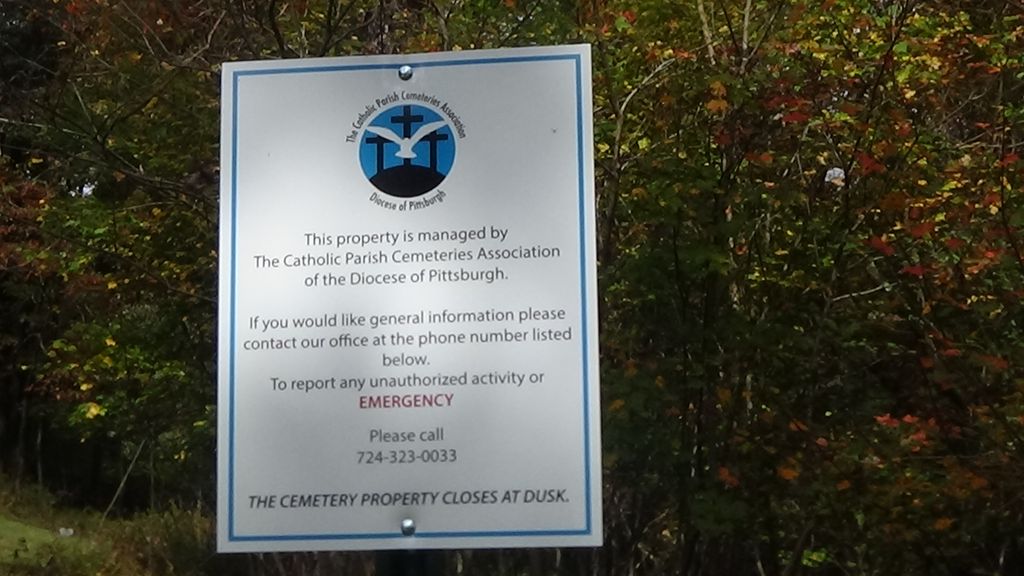 The Catholic Parish Cemeteries Association
Diocese of Pittsburgh
This property is managed by
The Catholic Parish Cemeteries Association
of the Diocese of Pittsburgh.
If you would like general information please
contact our office at the phone number listed
below.
To report any unauthorized activity or
EMERGENCY
Please call
724-323-0033
THE CEMETERY PROPERTY CLOSES AT DUSK.